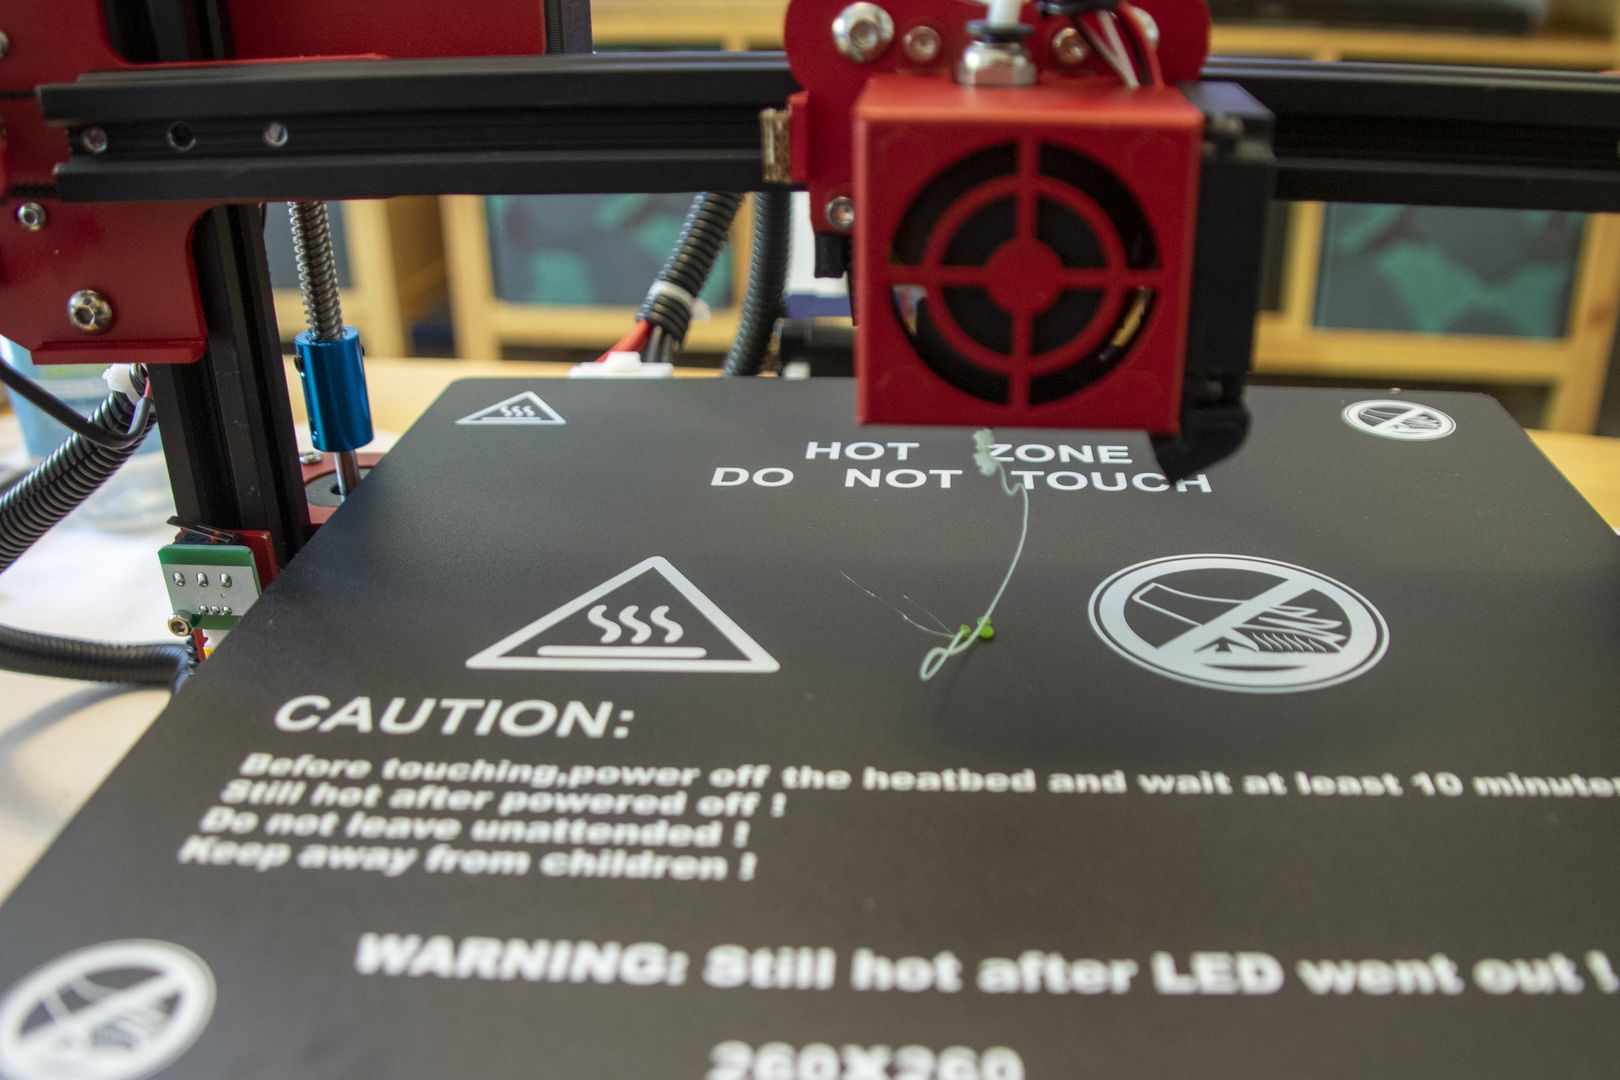 HOT ZONE
DO NOT TOUCH
CAUTION:
Before touching,power off the heatbed and wait at least 10 minutes
Still hot after powered off !
Do not leave unattended !
Keep away from children !
WARNING: Still hot after LED went out !
260X260